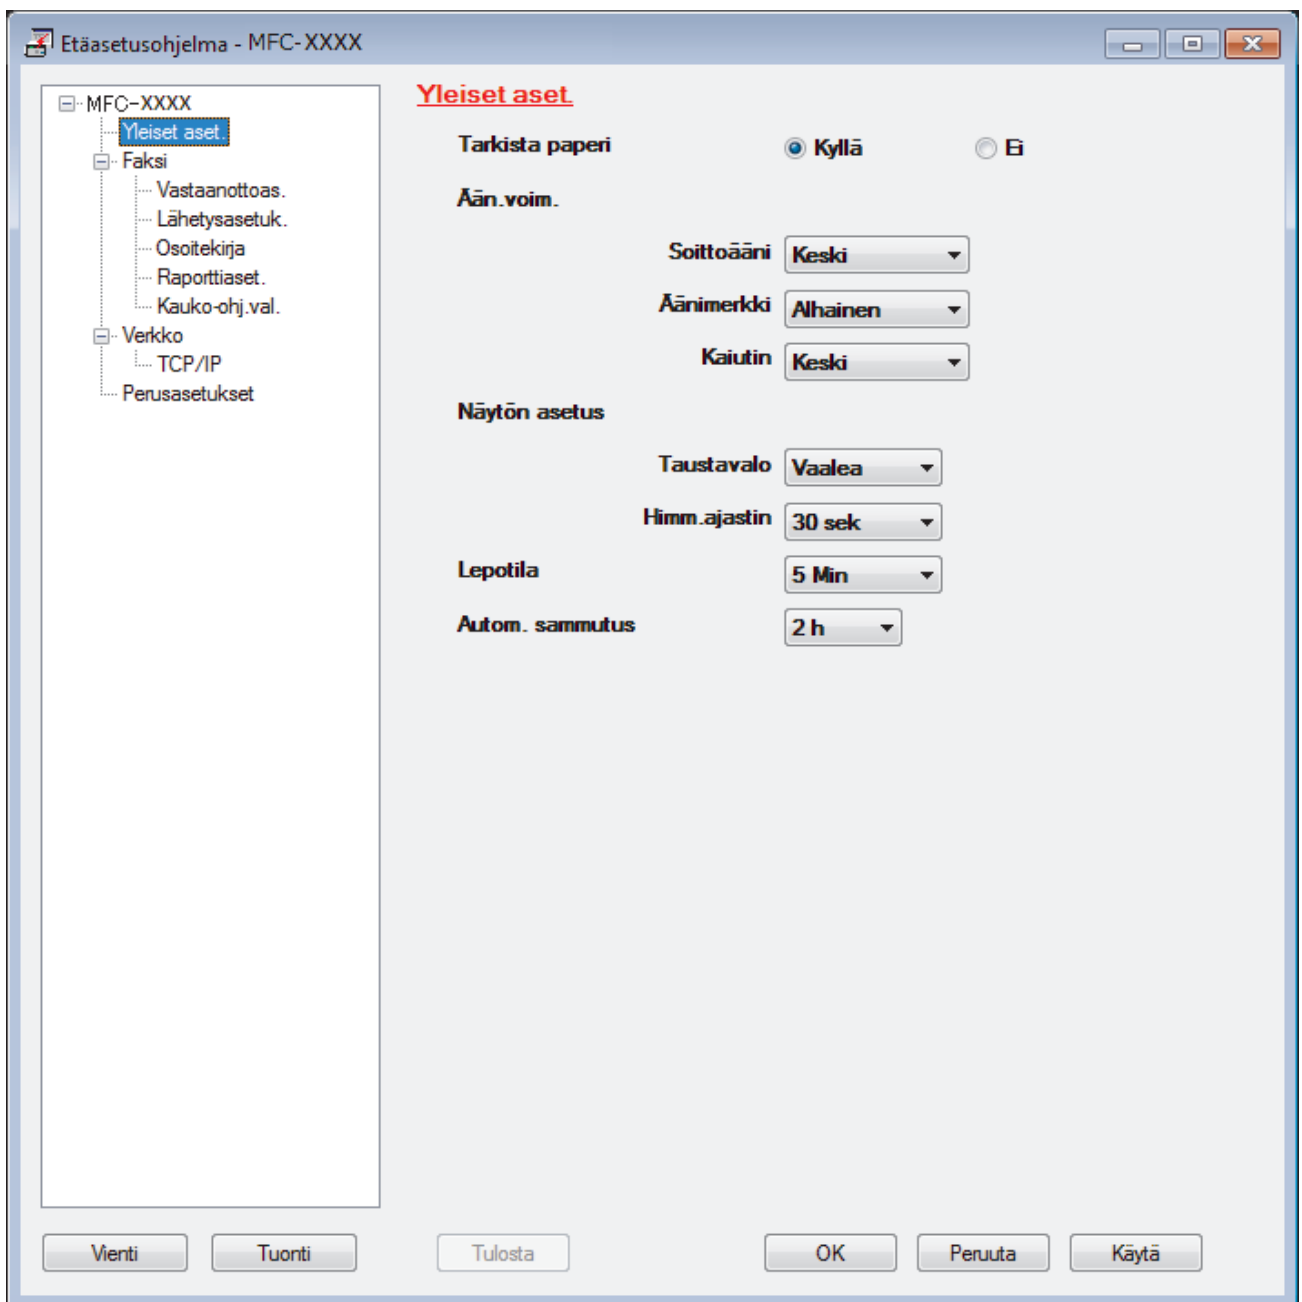 Etäasetusohjelma - MFC-XXXX
MFC-XXXX
Yleiset aset.
Faksi
Vastaanottoas.
Lähetysasetuk.
Osoitekirja
Raporttiaset.
Kauko-ohj.val.
Verkko
TCP/IP
Perusasetukset
Yleiset aset.
Tarkista paperi Kyllä Ei
Ään.voim.
Soittoääni Keski
Äänimerkki Alhainen
Kaiutin Keski
Näytön asetus
Taustavalo Vaalea
Himm.ajastin 30 sek
Lepotila 5 Min
Autom. sammutus 2 h
Vienti Tuonti Tulosta OK Peruuta Käytä